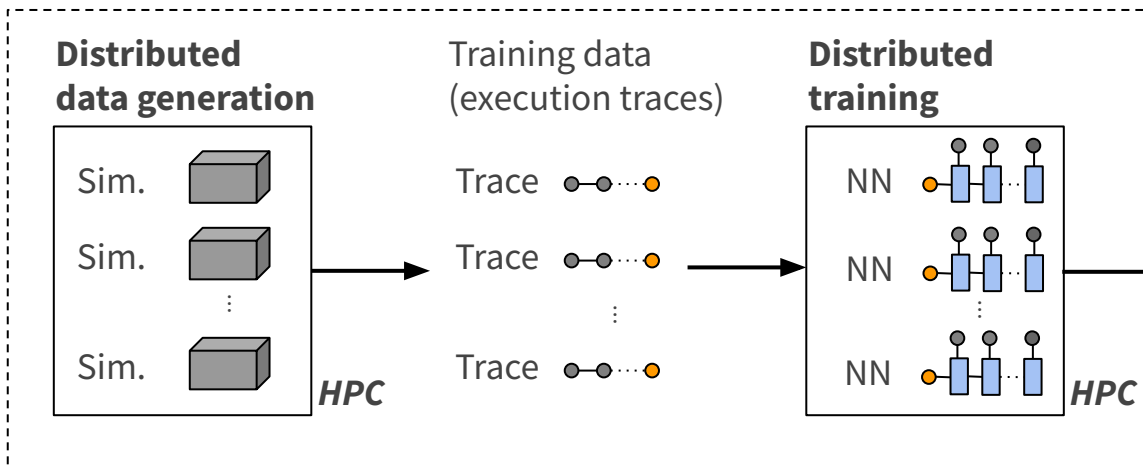 Distributed
data generation
Sim.
Sim.
Sim.
HPC
Training data
(execution traces)
Trace
Trace
Trace
Distributed
training
NN
NN
NN
HPC